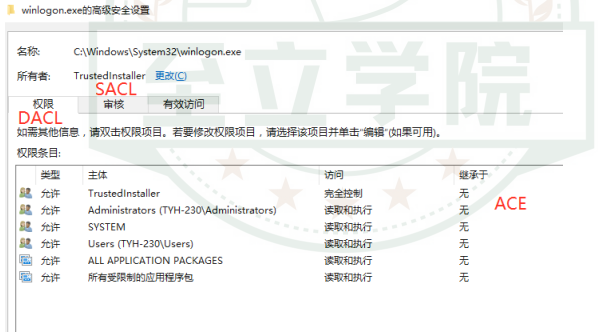 winlogon.exe的高级安全设置
名称: C:\Windows\System32\winlogon.exe
所有者: TrustedInstaller 更改(C)
SACL
权限 审核 有效访问
DACL
如需其他信息，请双击权限项目。若要修改权限项目，请选择该项目并单击"编辑"(如果可用)。
权限条目:
类型 主体 访问 继承于
允许 TrustedInstaller 完全控制 无
ACE
允许 Administrators (TYH-230\Administrators) 读取和执行 无
允许 SYSTEM 读取和执行 无
允许 Users (TYH-230\Users) 读取和执行 无
允许 ALL APPLICATION PACKAGES 读取和执行 无
允许 所有受限制的应用程序包 读取和执行 无
至立学院